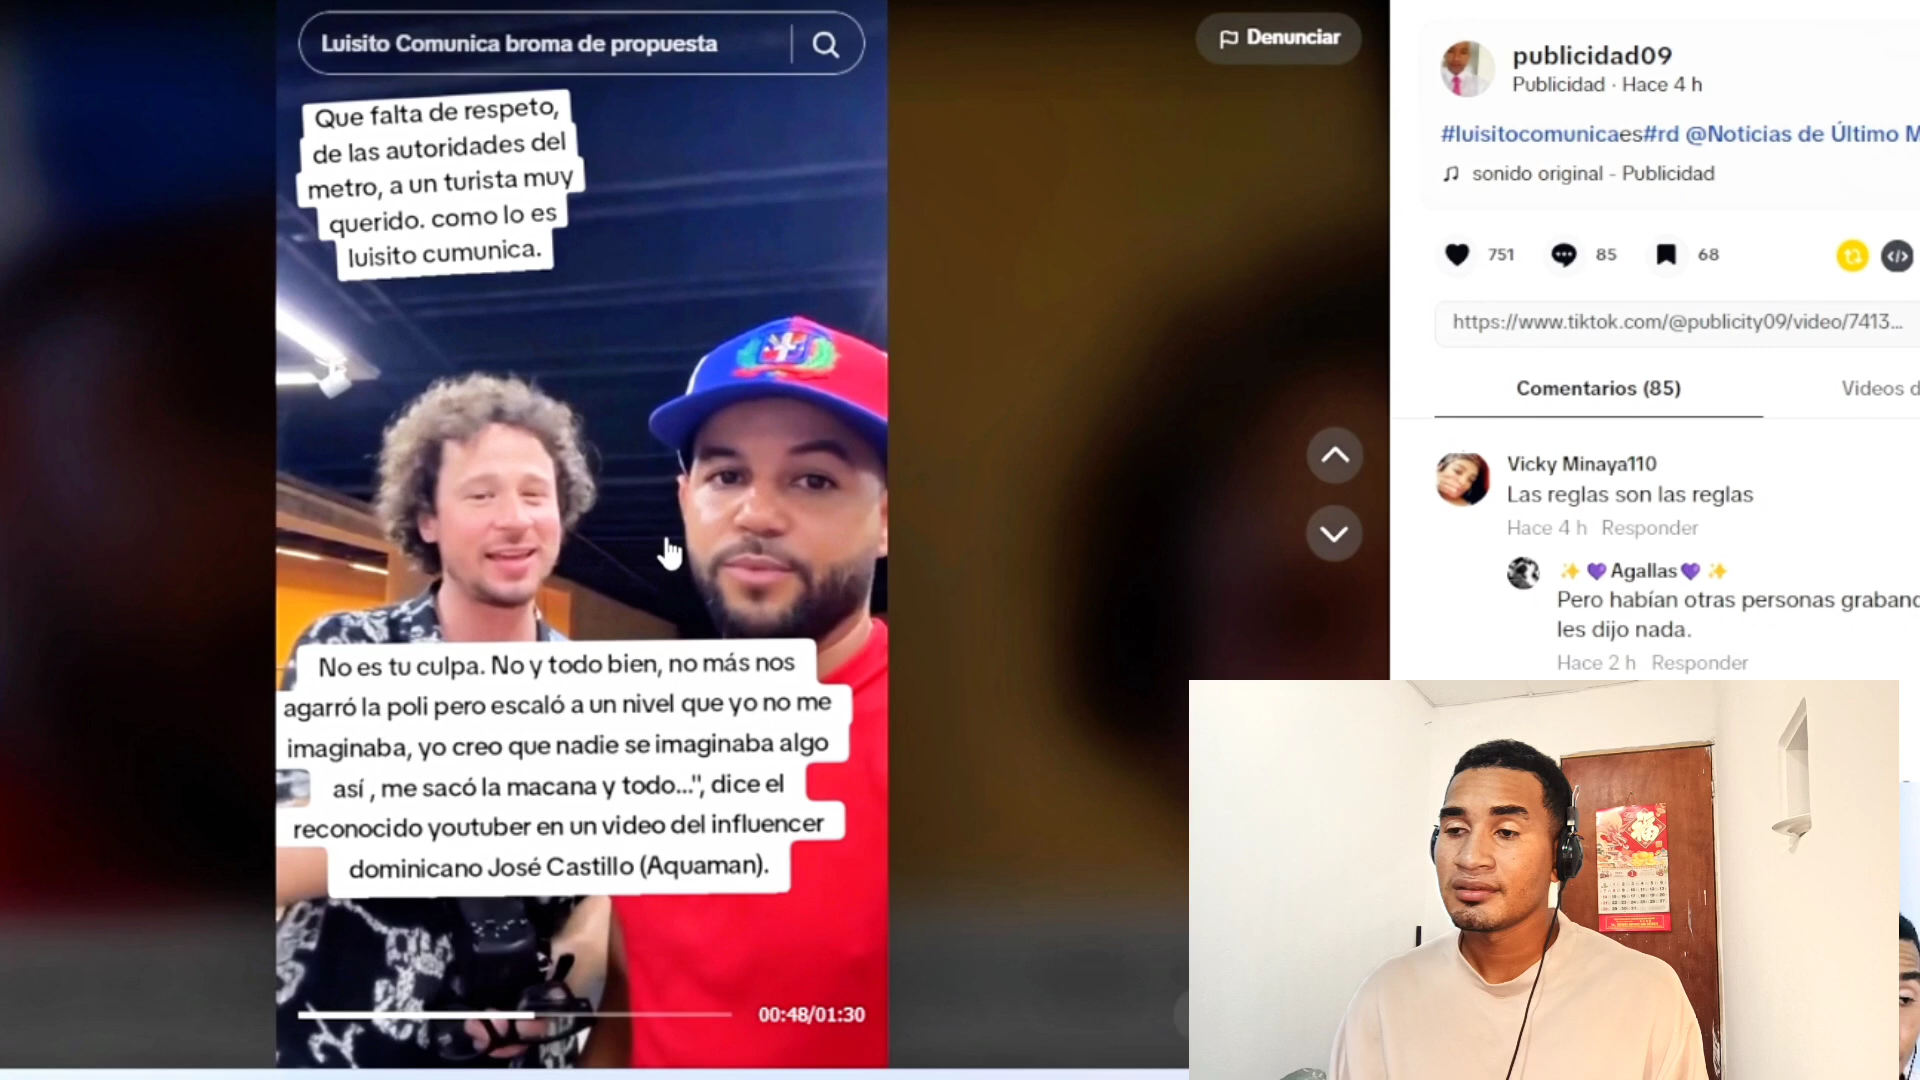 Luisito Comunica broma de propuesta
Que falta de respeto,
de las autoridades del
metro, a un turista muy
querido. como lo es
luisito cumunica.
No es tu culpa. No y todo bien, no más nos
agarró la poli pero escaló a un nivel que yo no me
imaginaba, yo creo que nadie se imaginaba algo
así , me sacó la macana y todo...", dice el
reconocido youtuber en un video del influencer
dominicano José Castillo (Aquaman).
00:48/01:30
Denunciar
publicidad09
Publicidad · Hace 4 h
#luisitocomunicaes#rd @Noticias de Último M
sonido original - Publicidad
751
85
68
https://www.tiktok.com/@publicity09/video/7413...
Comentarios (85)
Videos d
Vicky Minaya110
Las reglas son las reglas
Hace 4 h Responder
✨💜Agallas💜✨
Pero habían otras personas graband
les dijo nada.
Hace 2 h Responder
福